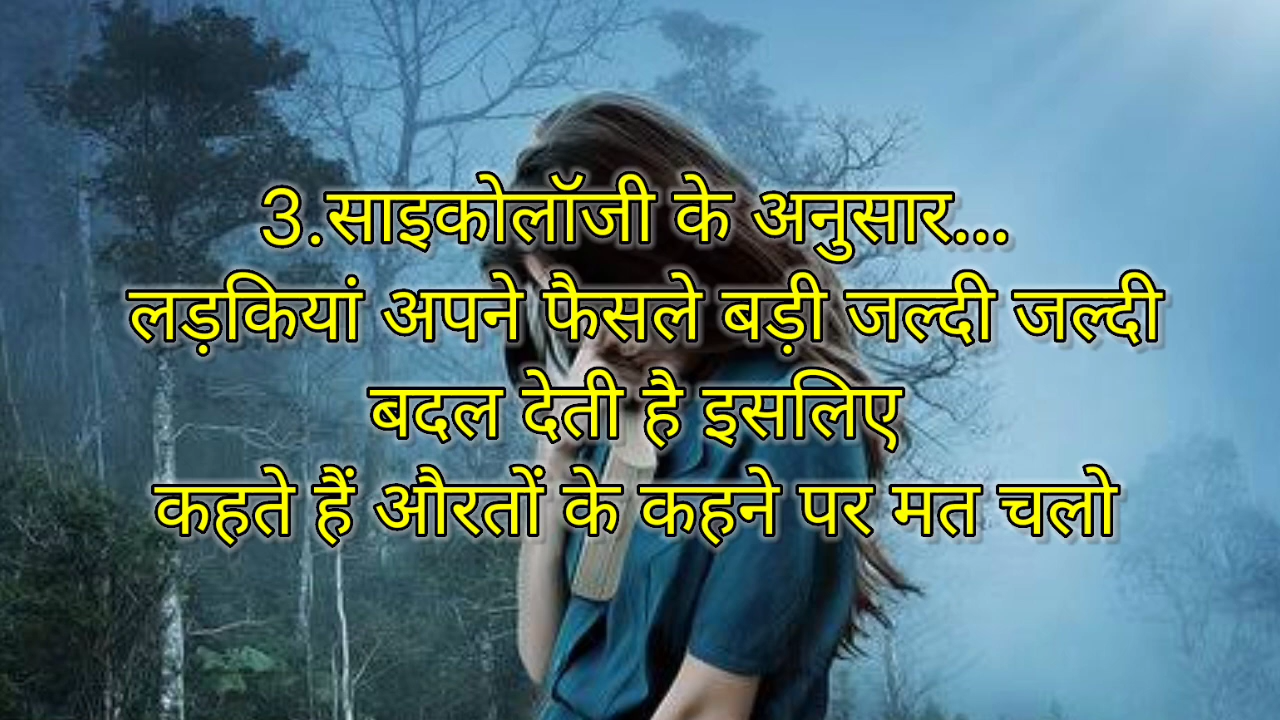 3.साइकोलॉजी के अनुसार...
लड़कियां अपने फैसले बड़ी जल्दी जल्दी
बदल देती है इसलिए
कहते हैं औरतों के कहने पर मत चलो